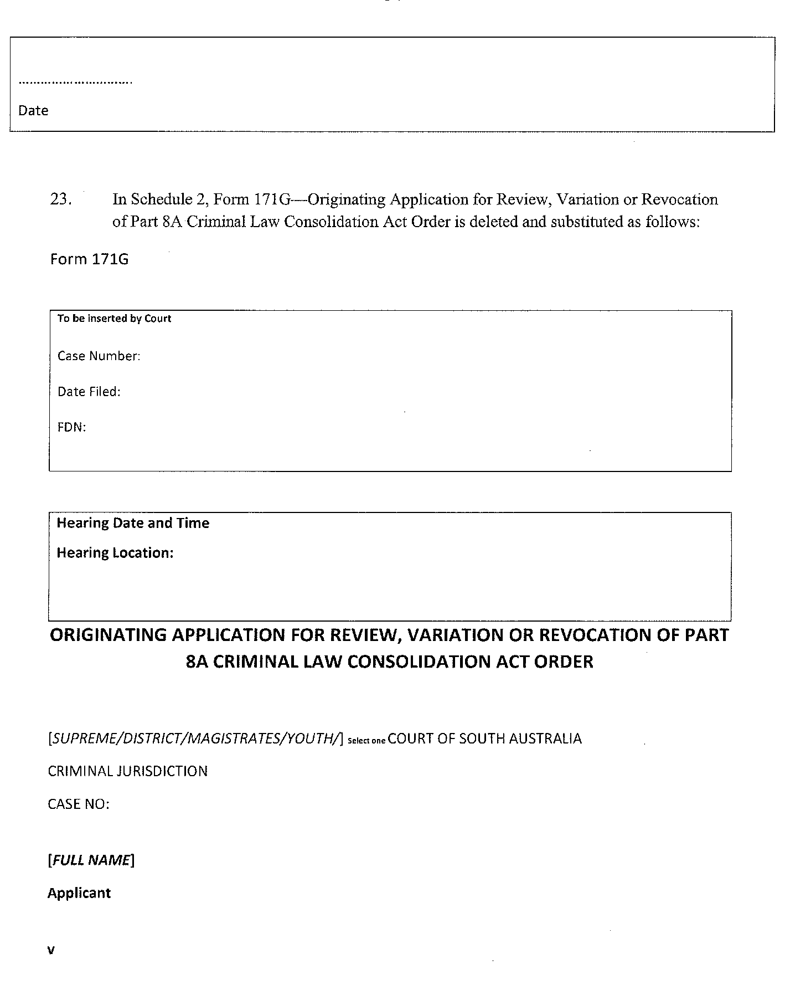 ...............................
Date
23. In Schedule 2, Form 171G—Originating Application for Review, Variation or Revocation
of Part 8A Criminal Law Consolidation Act Order is deleted and substituted as follows:
Form 171G
To be inserted by Court
Case Number:
Date Filed:
FDN:
Hearing Date and Time
Hearing Location:
ORIGINATING APPLICATION FOR REVIEW, VARIATION OR REVOCATION OF PART
8A CRIMINAL LAW CONSOLIDATION ACT ORDER
[SUPREME/DISTRICT/MAGISTRATES/YOUTH/] Select one COURT OF SOUTH AUSTRALIA
CRIMINAL JURISDICTION
CASE NO:
[FULL NAME]
Applicant
v